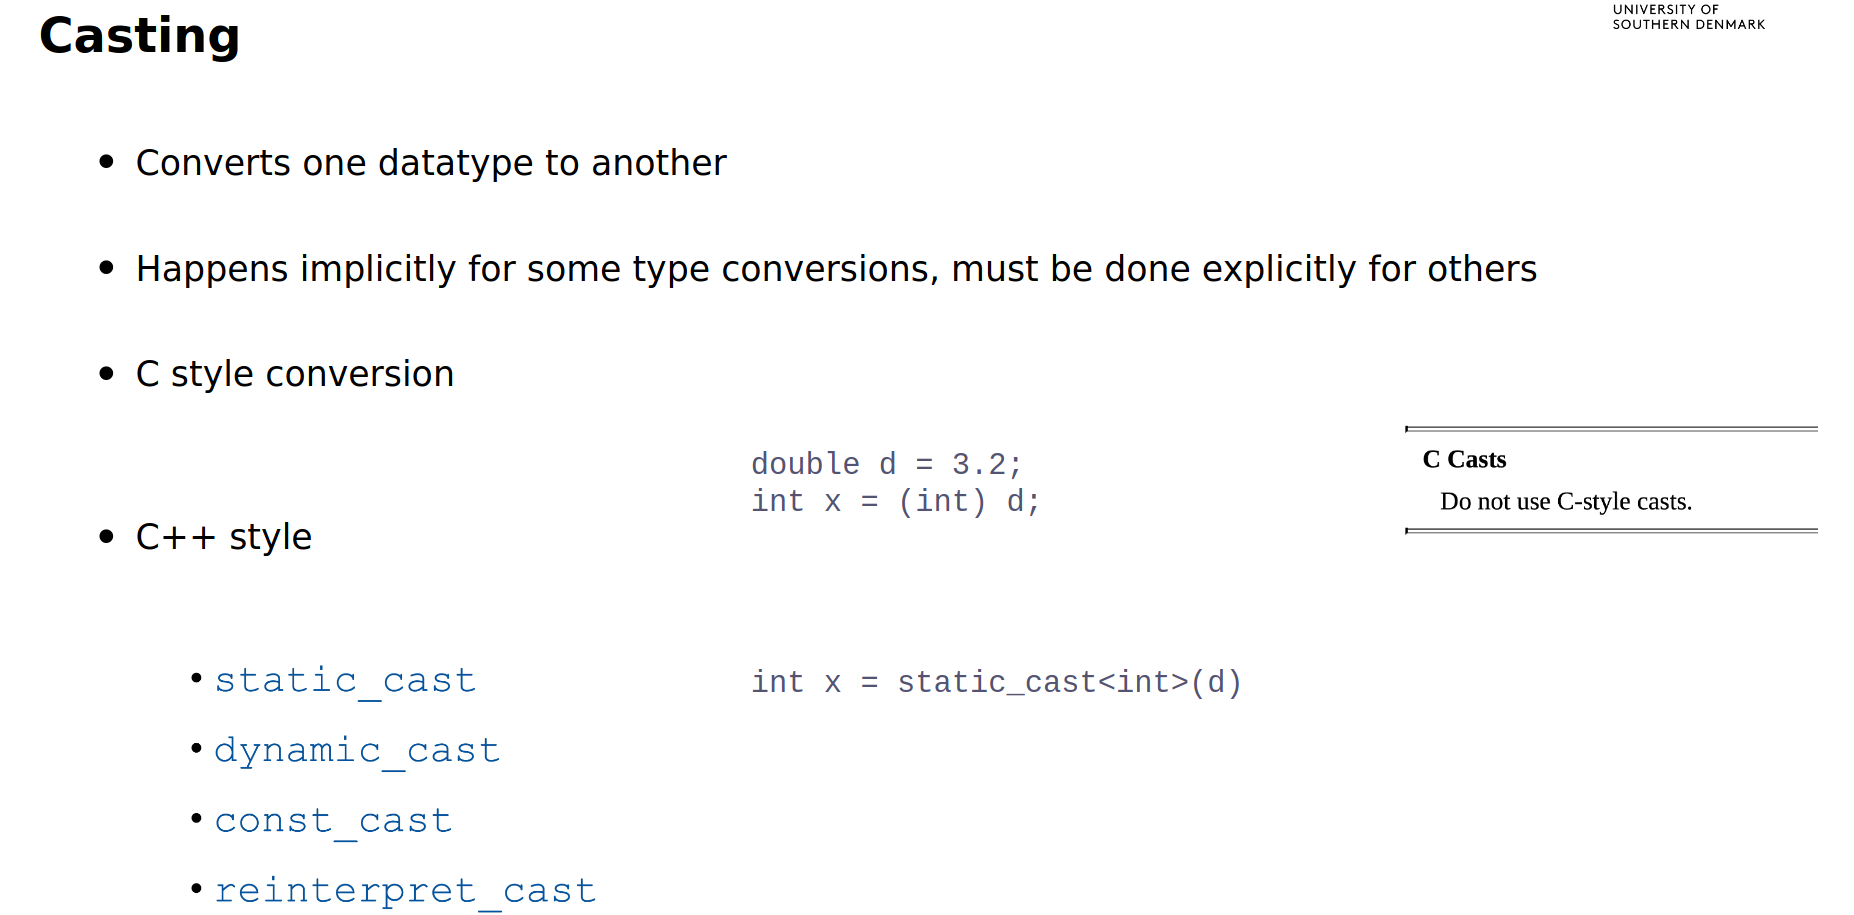 Casting
UNIVERSITY OF
SOUTHERN DENMARK
• Converts one datatype to another
• Happens implicitly for some type conversions, must be done explicitly for others
• C style conversion
double d = 3.2;
int x = (int) d;
C Casts
Do not use C-style casts.
• C++ style
• static_cast
int x = static_cast<int>(d)
• dynamic_cast
• const_cast
• reinterpret_cast